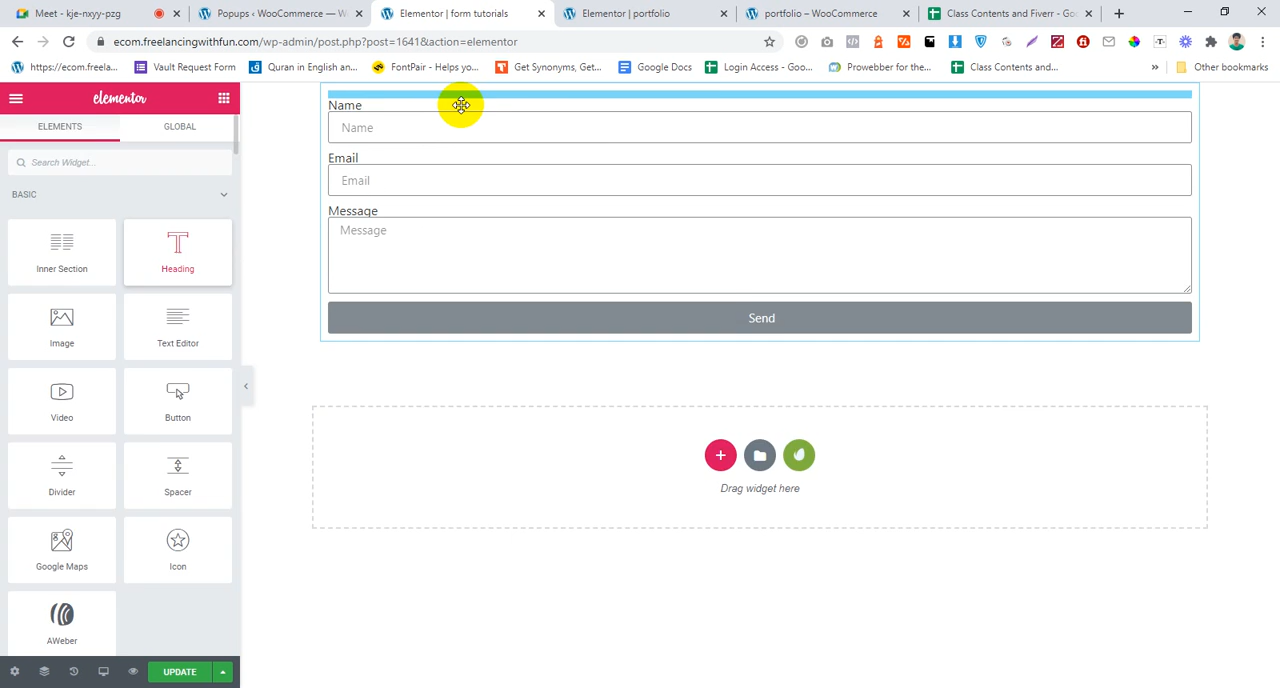 Meet - kje-nxyy-pzg
Popups ‹ WooCommerce — W
Elementor | form tutorials
Elementor | portfolio
portfolio – WooCommerce
Class Contents and Fiverr - Go
ecom.freelancingwithfun.com/wp-admin/post.php?post=1641&action=elementor
https://ecom.freela...
Vault Request Form
Quran in English an...
FontPair - Helps you...
Get Synonyms, Get...
Google Docs
Login Access - Goo...
Prowebber for the...
Class Contents and...
»
Other bookmarks
elementor
ELEMENTS
GLOBAL
Search Widget...
BASIC
Inner Section
Heading
Image
Text Editor
Video
Button
Divider
Spacer
Google Maps
Icon
AWeber
UPDATE
Name
Name
Email
Email
Message
Message
Send
Drag widget here